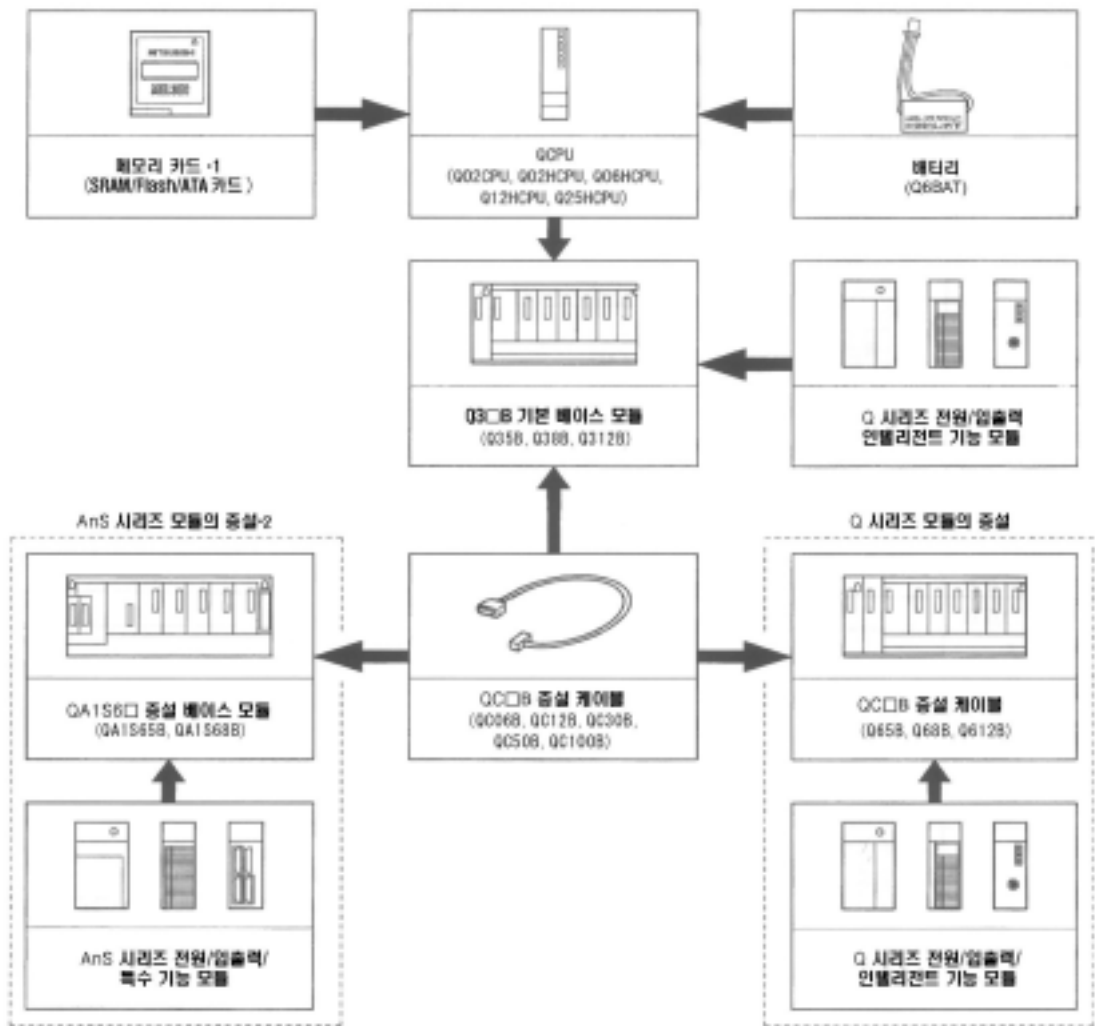 MITSUBISHI
메모리 카드 -1
(SRAM/Flash/ATA 카드 )
QCPU
(Q02CPU, Q02HCPU, Q06HCPU,
Q12HCPU, Q25HCPU)
배터리
(Q6BAT)
Q3□B 기본 베이스 모듈
(Q35B, Q38B, Q312B)
Q 시리즈 전원/입출력
인텔리전트 기능 모듈
AnS 시리즈 모듈의 증설-2
Q 시리즈 모듈의 증설
QA1S6□ 증설 베이스 모듈
(QA1S65B, QA1S68B)
QC□B 증설 케이블
(QC06B, QC12B, QC30B,
QC50B, QC100B)
QC□B 증설 케이블
(Q65B, Q68B, Q612B)
AnS 시리즈 전원/입출력/
특수 기능 모듈
Q 시리즈 전원/입출력/
인텔리전트 기능 모듈